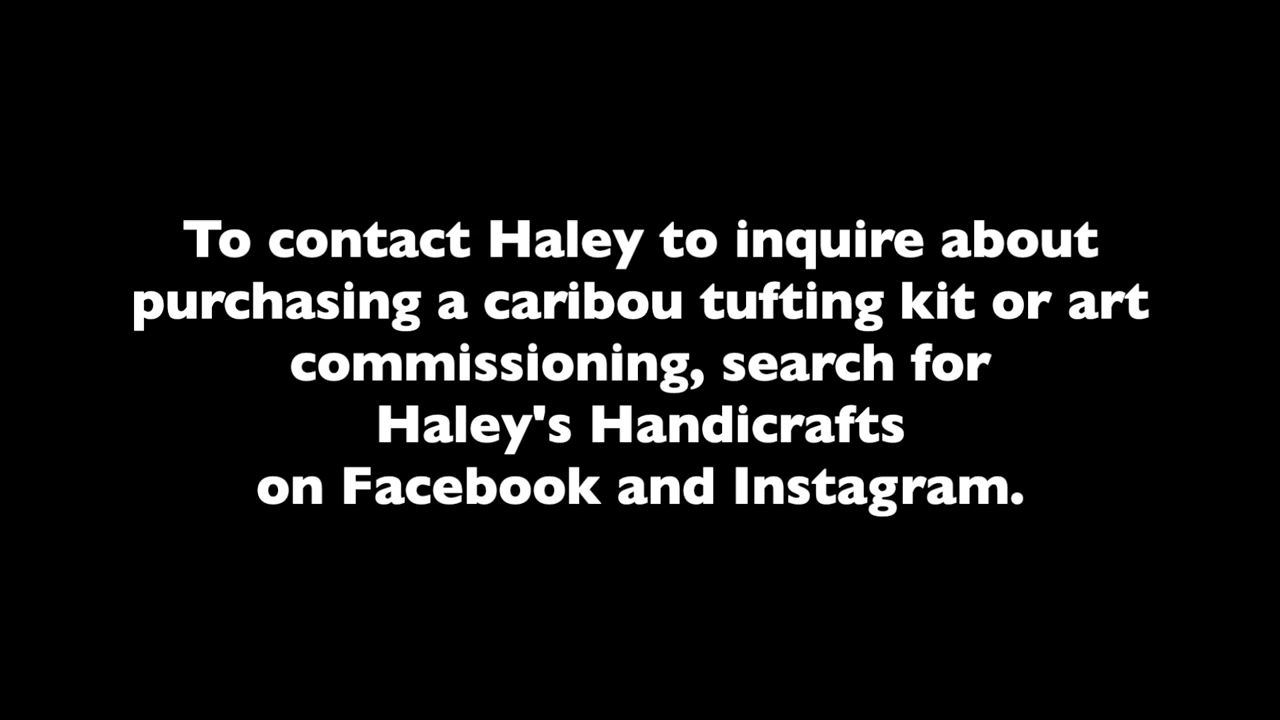 To contact Haley to inquire about
purchasing a caribou tufting kit or art
commissioning, search for
Haley's Handicrafts
on Facebook and Instagram.